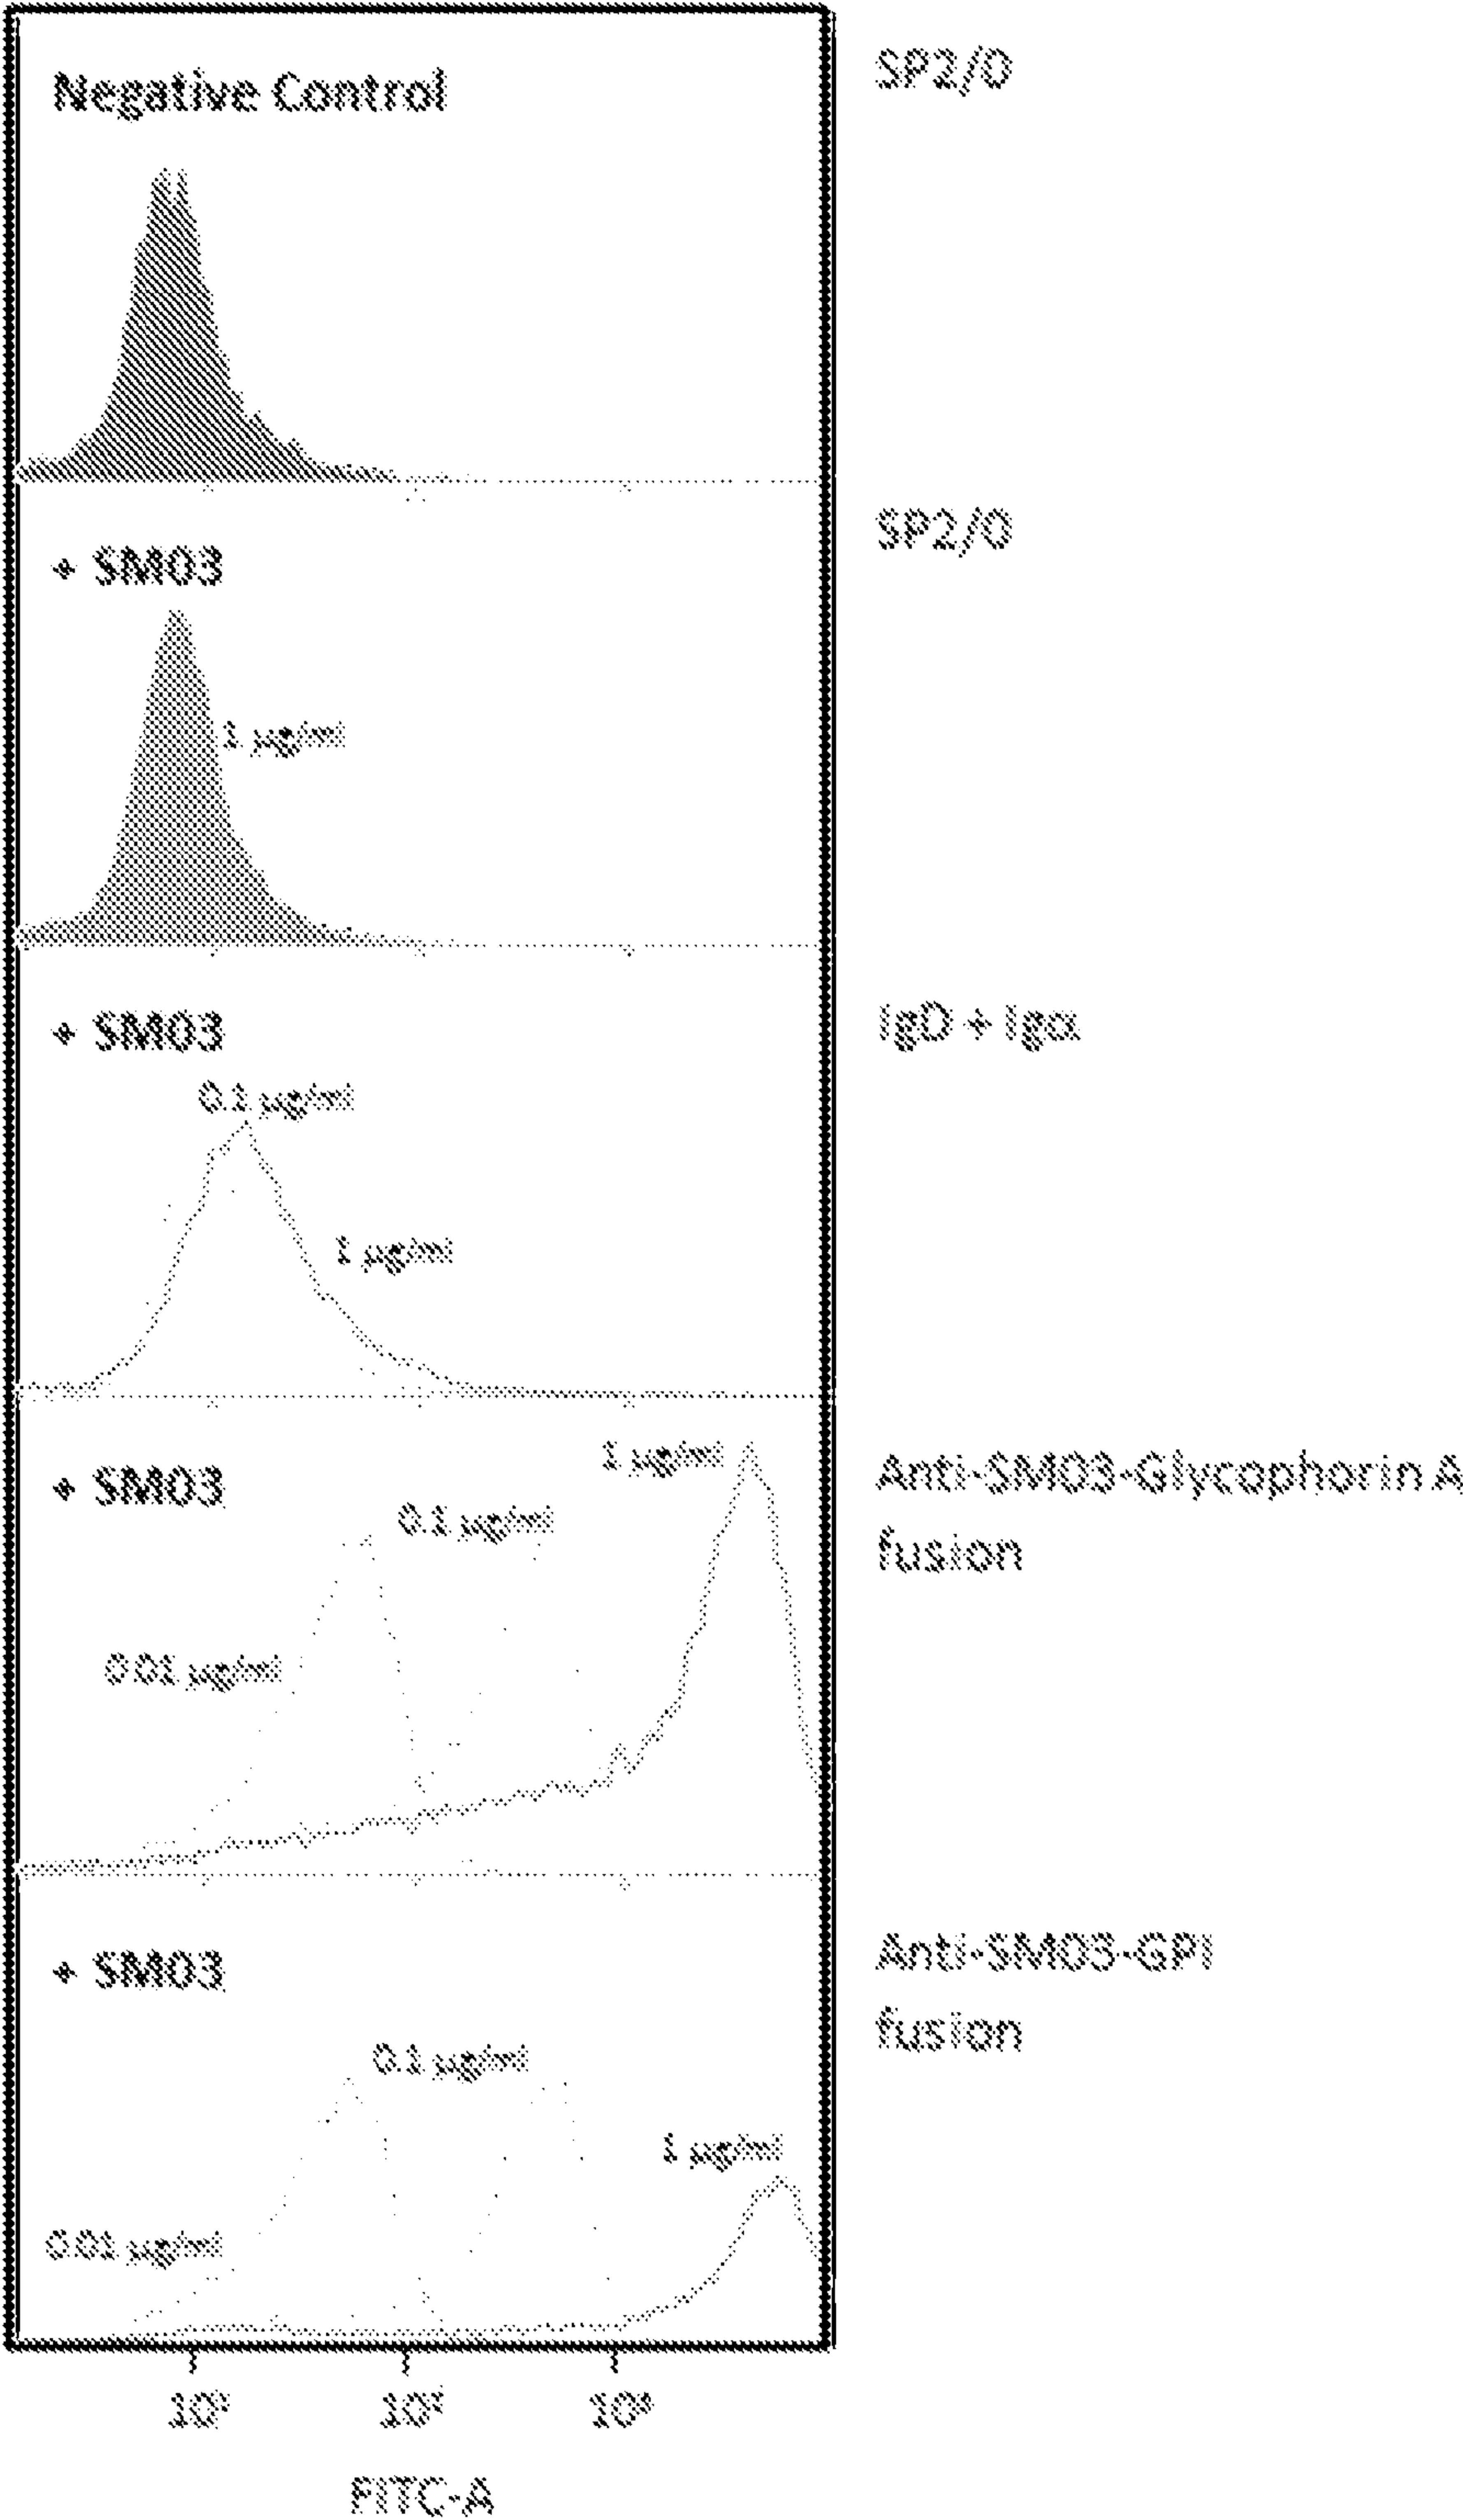 Negative Control
SP2/0
+ SM03
SP2/0
1 µg/ml
+ SM03
IgD + Igα
0.1 µg/ml
1 µg/ml
+ SM03
1 µg/ml
Anti-SM03-Glycophorin A
fusion
0.1 µg/ml
0.01 µg/ml
+ SM03
Anti-SM03-GPI
fusion
0.1 µg/ml
1 µg/ml
0.01 µg/ml
FITC-A